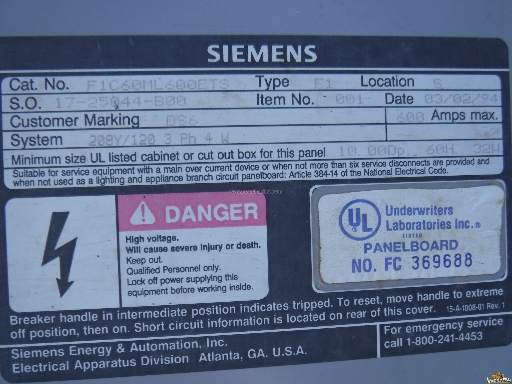 SIEMENS
Cat. No. F1C60ML600ETS Type F1 Location S
S.O. 17-25044-B00 Item No. 001- Date 03/02/94
Customer Marking DS6 600 Amps max.
System 208Y/120 3 Ph 4 W
Minimum size UL listed cabinet or cut out box for this panel 10.00Dp. 60H. 32W
Suitable for service equipment with a main over current device or when not more than six service disconnects are provided and
when not used as a lighting and appliance branch circuit panelboard: Article 384-14 of the National Electrical Code.
DANGER
High voltage.
Will cause severe injury or death.
Keep out.
Qualified Personnel only.
Lock off power supplying this
equipment before working inside.
UL
Underwriters
Laboratories Inc.®
LISTED
PANELBOARD
NO. FC 369688
Breaker handle in intermediate position indicates tripped. To reset, move handle to extreme
off position, then on. Short circuit information is located on rear of this cover. 15-A-1008-01 Rev. 1
Siemens Energy & Automation, Inc.
Electrical Apparatus Division Atlanta, GA. U.S.A.
For emergency service
call 1-800-241-4453